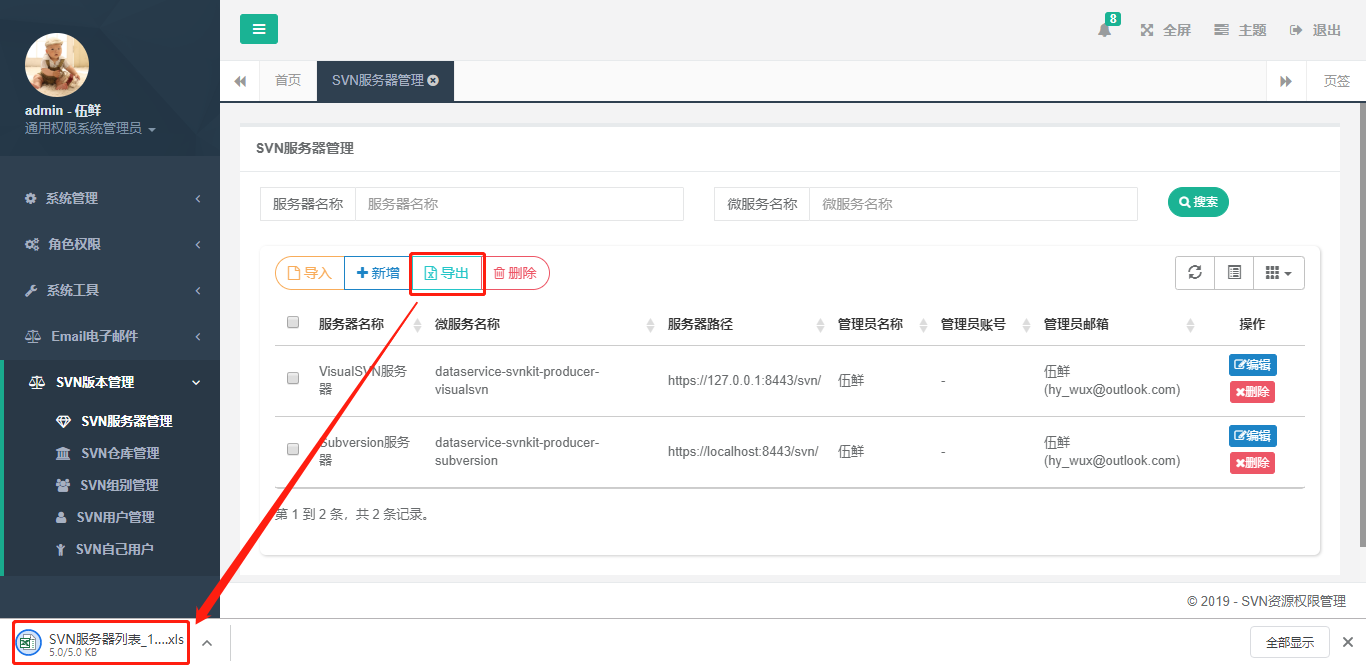 admin - 伍鲜
通用权限系统管理员
系统管理
角色权限
系统工具
Email电子邮件
SVN版本管理
SVN服务器管理
SVN仓库管理
SVN组别管理
SVN用户管理
SVN自己用户
8
全屏
主题
退出
首页
SVN服务器管理
页签
SVN服务器管理
服务器名称
服务器名称
微服务名称
微服务名称
搜索
导入
新增
导出
删除
服务器名称
微服务名称
服务器路径
管理员名称
管理员账号
管理员邮箱
操作
VisualSVN服务
器
dataservice-svnkit-producer-
visualsvn
https://127.0.0.1:8443/svn/
伍鲜
-
伍鲜
(hy_wux@outlook.com)
编辑
删除
Subversion服务
器
dataservice-svnkit-producer-
subversion
https://localhost:8443/svn/
伍鲜
-
伍鲜
(hy_wux@outlook.com)
编辑
删除
第 1 到 2 条，共 2 条记录。
© 2019 - SVN资源权限管理
SVN服务器列表_1....xls
5.0/5.0 KB
全部显示